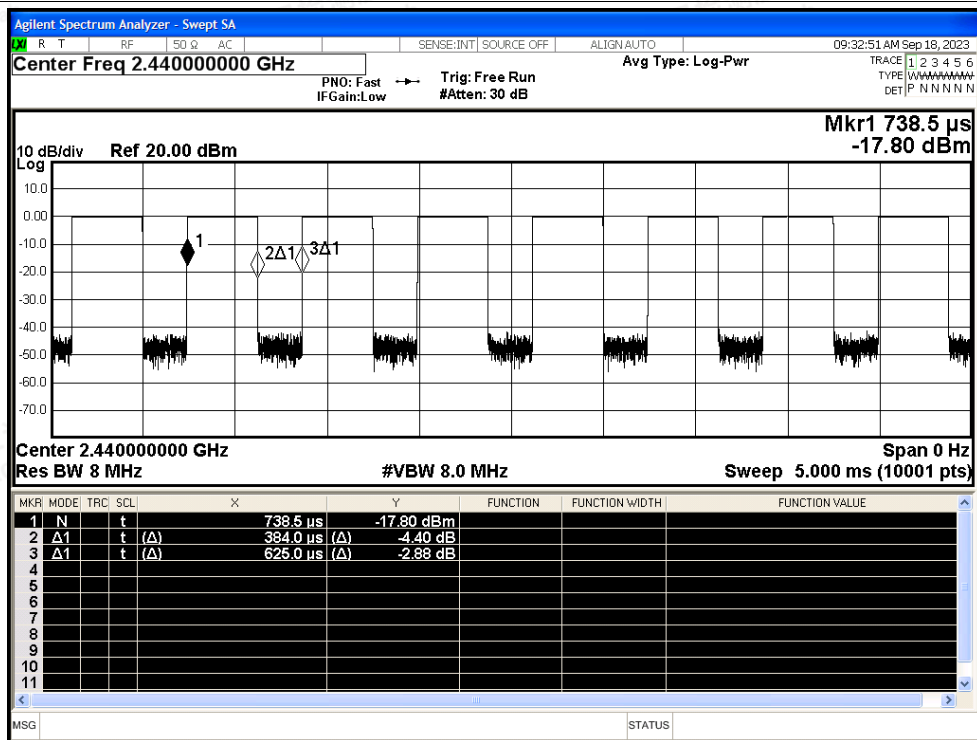 Agilent Spectrum Analyzer - Swept SA
LXI R T RF 50 Ω AC SENSE:INT SOURCE OFF ALIGN AUTO 09:32:51 AM Sep 18, 2023
Center Freq 2.440000000 GHz Avg Type: Log-Pwr TRACE 1 2 3 4 5 6
PNO: Fast Trig: Free Run TYPE WWWWWW
IFGain:Low #Atten: 30 dB DET P N N N N N
Mkr1 738.5 µs
10 dB/div Ref 20.00 dBm -17.80 dBm
Log
10.0
0.00
-10.0 1 2Δ1 3Δ1
-20.0
-30.0
-40.0
-50.0
-60.0
-70.0
Center 2.440000000 GHz Span 0 Hz
Res BW 8 MHz #VBW 8.0 MHz Sweep 5.000 ms (10001 pts)
MKR MODE TRC SCL X Y FUNCTION FUNCTION WIDTH FUNCTION VALUE
1 N t 738.5 µs -17.80 dBm
2 Δ1 t (Δ) 384.0 µs (Δ) -4.40 dB
3 Δ1 t (Δ) 625.0 µs (Δ) -2.88 dB
4
5
6
7
8
9
10
11
MSG STATUS